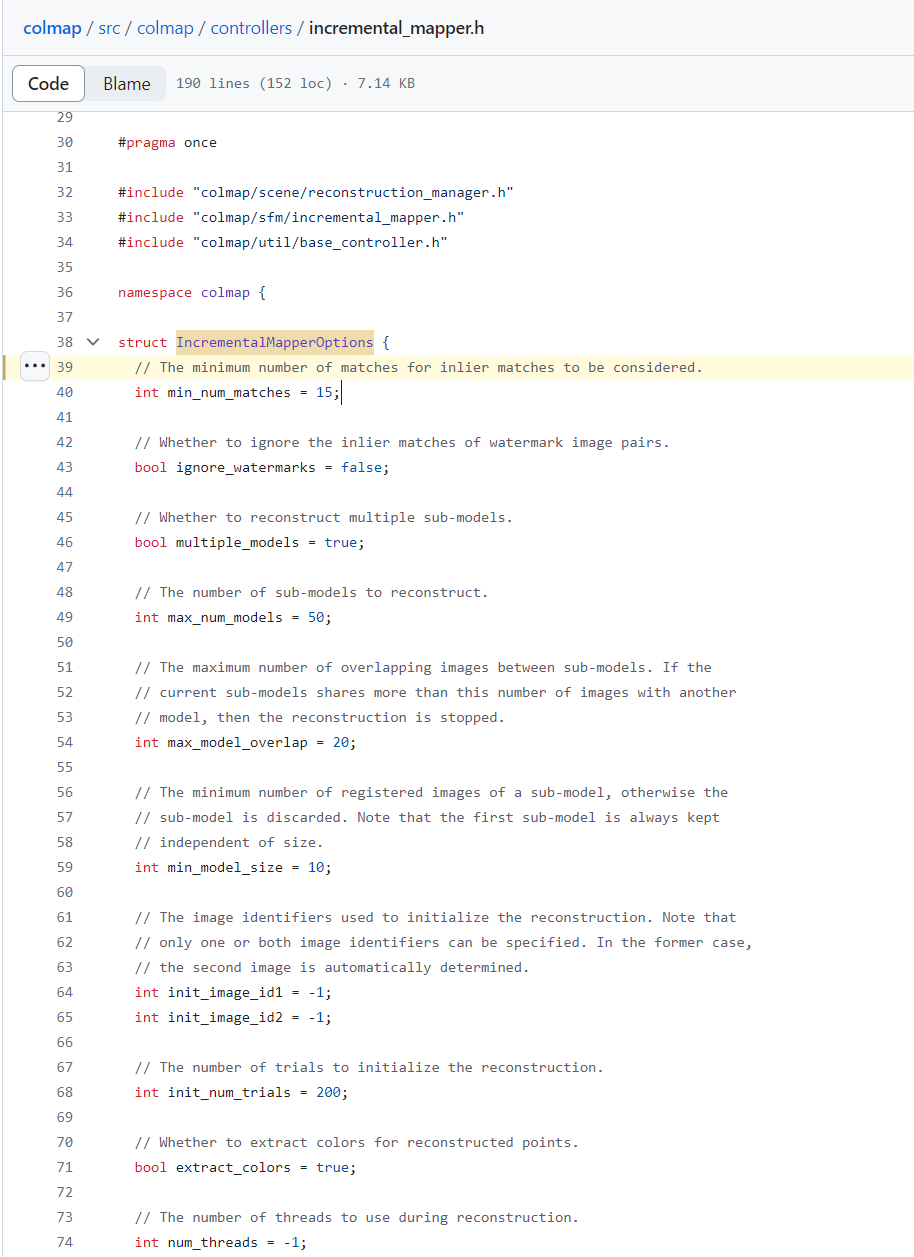 colmap / src / colmap / controllers / incremental_mapper.h
Code Blame 190 lines (152 loc) · 7.14 KB
29
30 #pragma once
31
32 #include "colmap/scene/reconstruction_manager.h"
33 #include "colmap/sfm/incremental_mapper.h"
34 #include "colmap/util/base_controller.h"
35
36 namespace colmap {
37
38 struct IncrementalMapperOptions {
39 // The minimum number of matches for inlier matches to be considered.
40 int min_num_matches = 15;
41
42 // Whether to ignore the inlier matches of watermark image pairs.
43 bool ignore_watermarks = false;
44
45 // Whether to reconstruct multiple sub-models.
46 bool multiple_models = true;
47
48 // The number of sub-models to reconstruct.
49 int max_num_models = 50;
50
51 // The maximum number of overlapping images between sub-models. If the
52 // current sub-models shares more than this number of images with another
53 // model, then the reconstruction is stopped.
54 int max_model_overlap = 20;
55
56 // The minimum number of registered images of a sub-model, otherwise the
57 // sub-model is discarded. Note that the first sub-model is always kept
58 // independent of size.
59 int min_model_size = 10;
60
61 // The image identifiers used to initialize the reconstruction. Note that
62 // only one or both image identifiers can be specified. In the former case,
63 // the second image is automatically determined.
64 int init_image_id1 = -1;
65 int init_image_id2 = -1;
66
67 // The number of trials to initialize the reconstruction.
68 int init_num_trials = 200;
69
70 // Whether to extract colors for reconstructed points.
71 bool extract_colors = true;
72
73 // The number of threads to use during reconstruction.
74 int num_threads = -1;